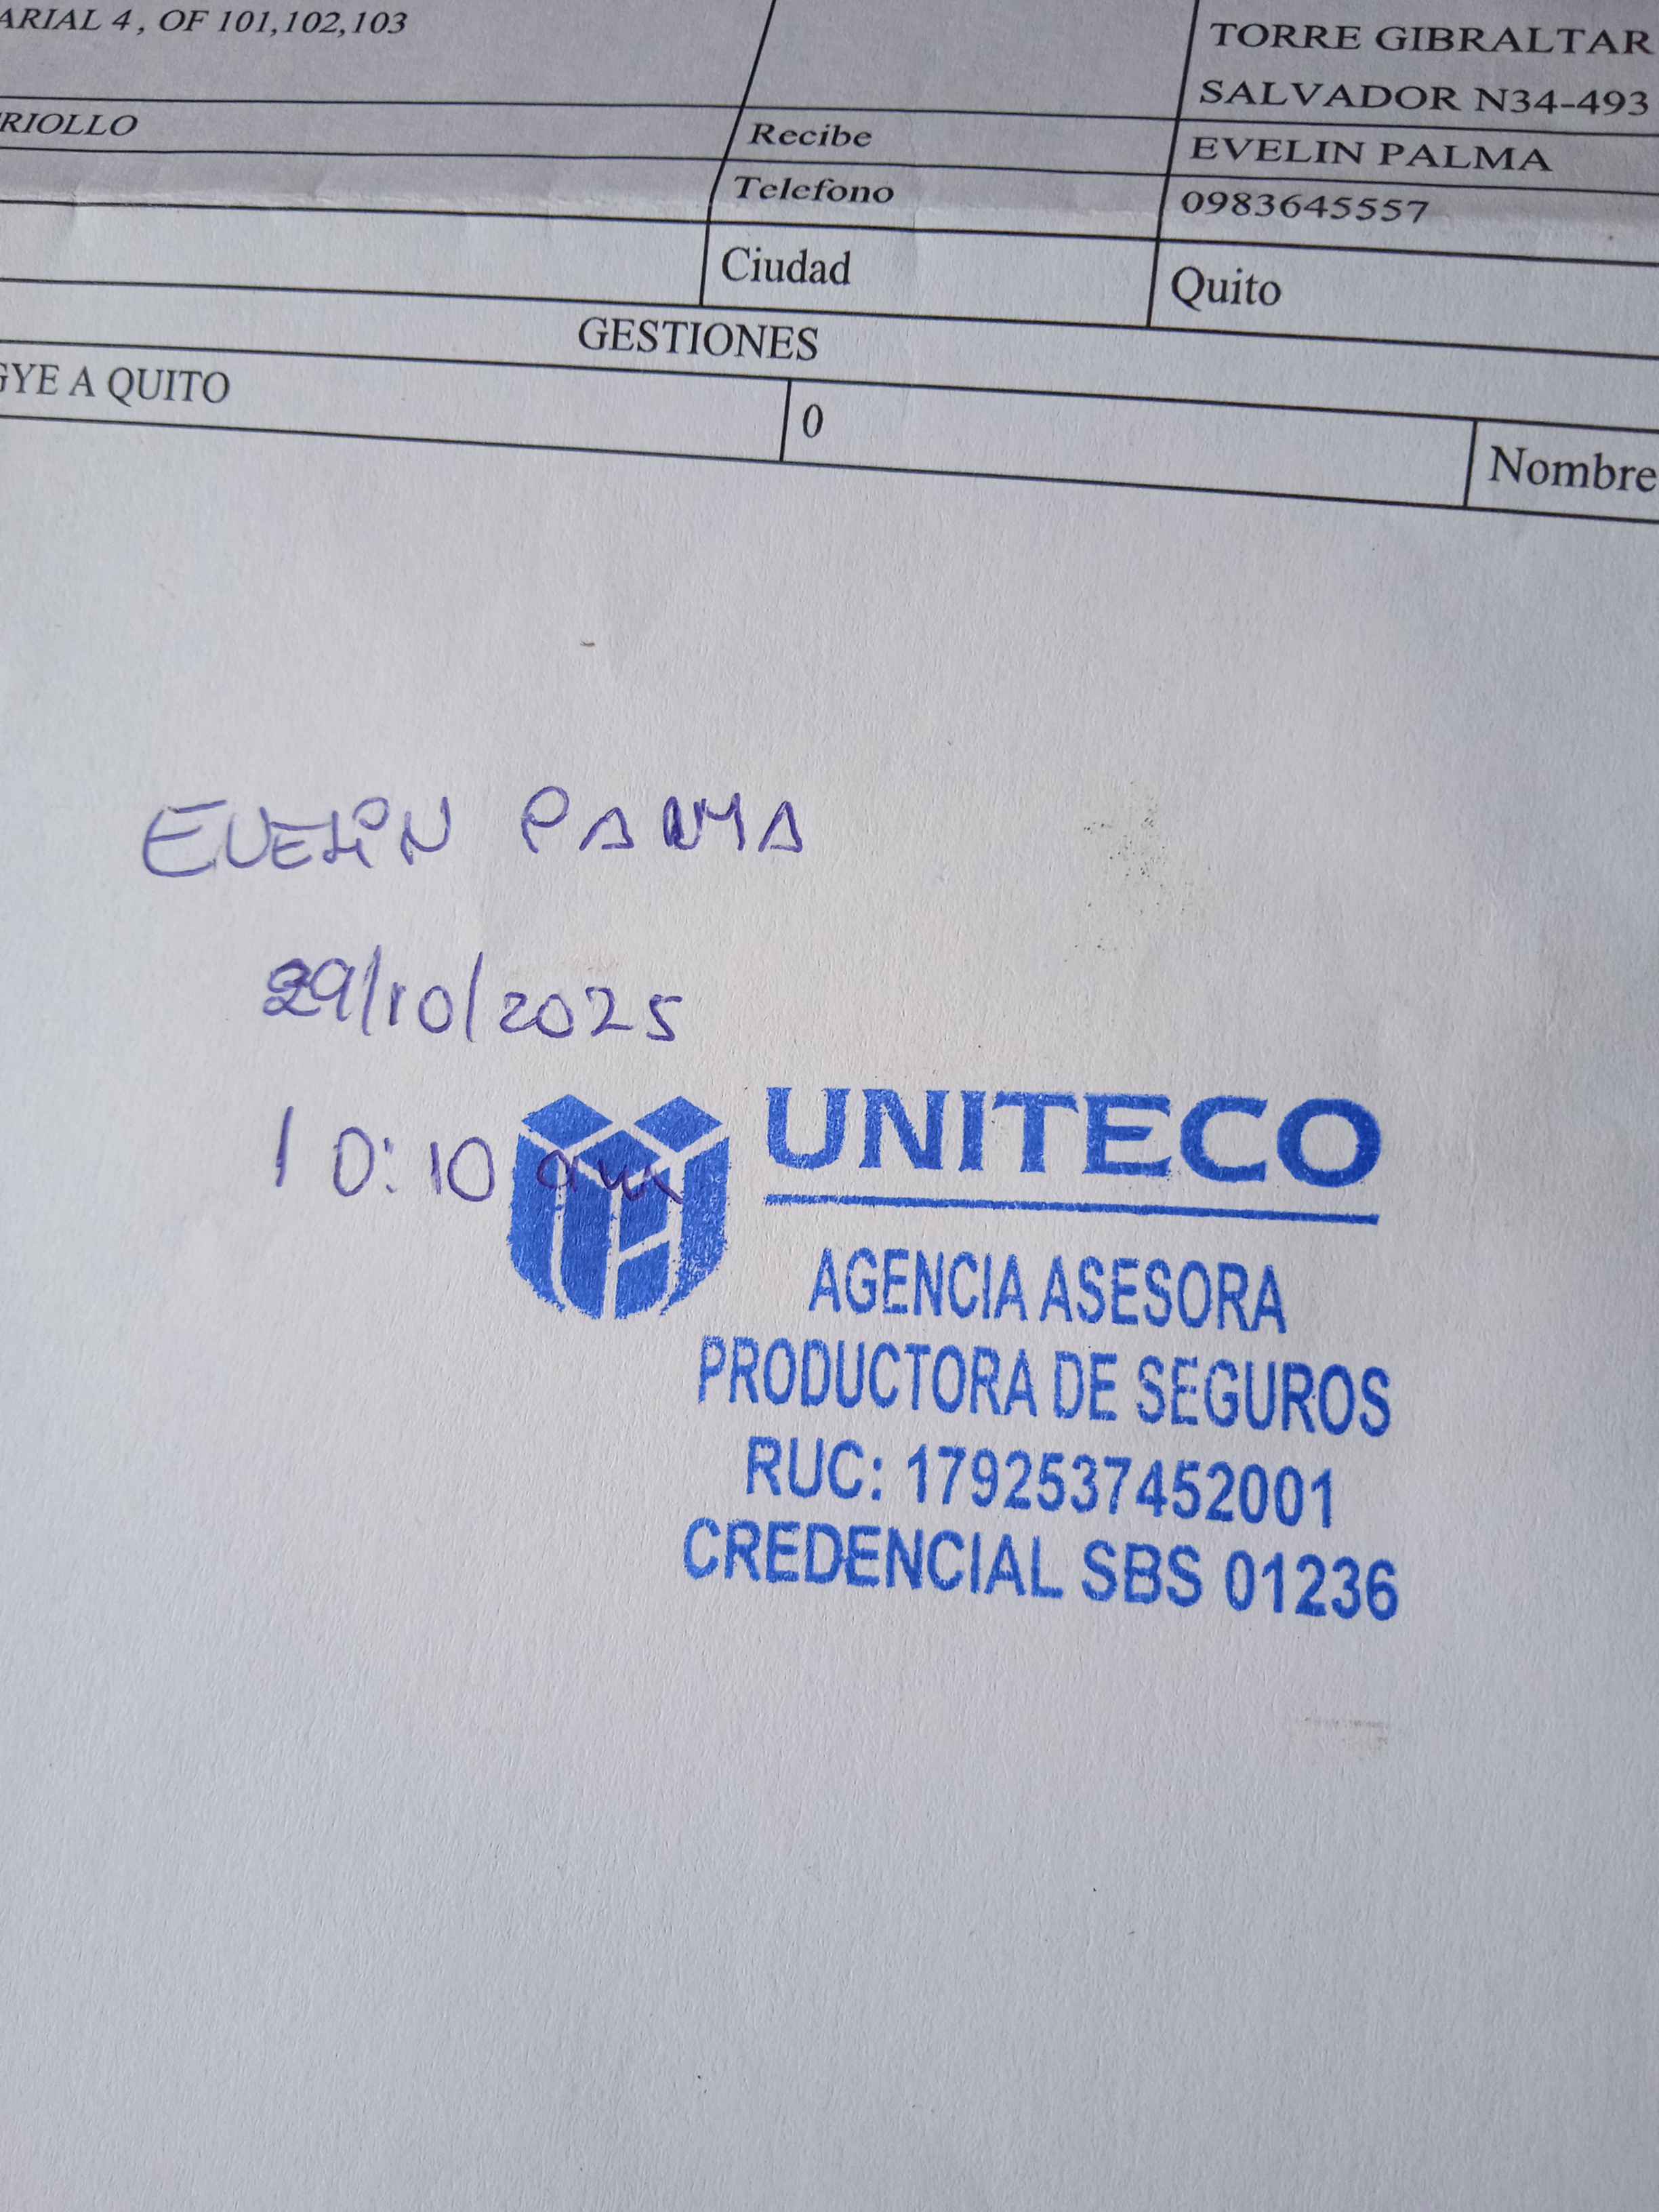 ARIAL 4, OF 101,102,103
TORRE GIBRALTAR
SALVADOR N34-493
RIOLLO
Recibe
EVELIN PALMA
Telefono
0983645557
Ciudad
Quito
GESTIONES
GYE A QUITO
0
Nombre
EVELIN PALMA
29/10/2025
10:10 am
UNITECO
AGENCIA ASESORA
PRODUCTORA DE SEGUROS
RUC: 1792537452001
CREDENCIAL SBS 01236